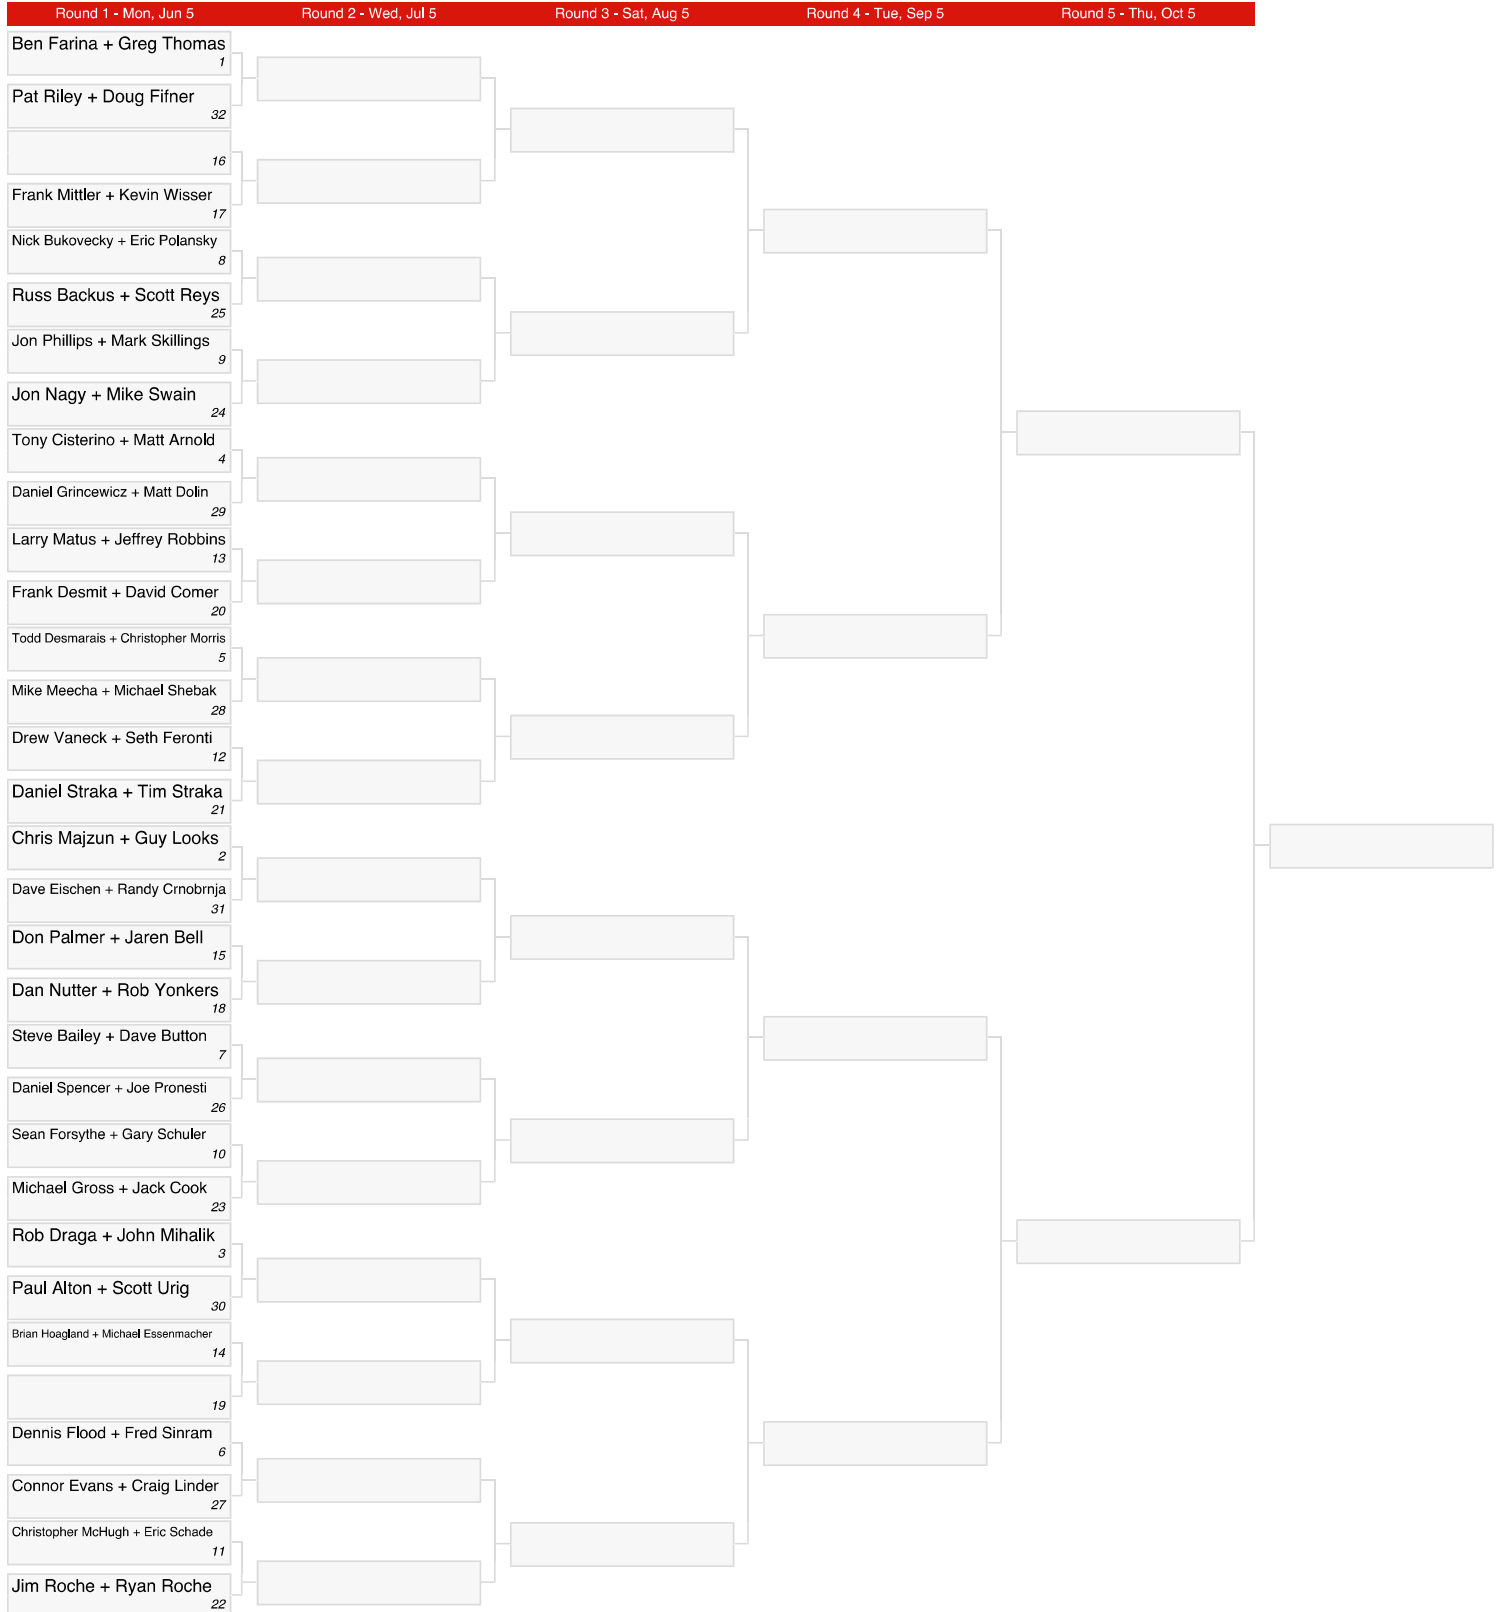 Round 1 - Mon, Jun 5
Round 2 - Wed, Jul 5
Round 3 - Sat, Aug 5
Round 4 - Tue, Sep 5
Round 5 - Thu, Oct 5
Ben Farina + Greg Thomas
1
Pat Riley + Doug Fifner
32
16
Frank Mittler + Kevin Wisser
17
Nick Bukovecky + Eric Polansky
8
Russ Backus + Scott Reys
25
Jon Phillips + Mark Skillings
9
Jon Nagy + Mike Swain
24
Tony Cisterino + Matt Arnold
4
Daniel Grincewicz + Matt Dolin
29
Larry Matus + Jeffrey Robbins
13
Frank Desmit + David Comer
20
Todd Desmarais + Christopher Morris
5
Mike Meecha + Michael Shebak
28
Drew Vaneck + Seth Feronti
12
Daniel Straka + Tim Straka
21
Chris Majzun + Guy Looks
2
Dave Eischen + Randy Crnobrnja
31
Don Palmer + Jaren Bell
15
Dan Nutter + Rob Yonkers
18
Steve Bailey + Dave Button
7
Daniel Spencer + Joe Pronesti
26
Sean Forsythe + Gary Schuler
10
Michael Gross + Jack Cook
23
Rob Draga + John Mihalik
3
Paul Alton + Scott Urig
30
Brian Hoagland + Michael Essenmacher
14
19
Dennis Flood + Fred Sinram
6
Connor Evans + Craig Linder
27
Christopher McHugh + Eric Schade
11
Jim Roche + Ryan Roche
22